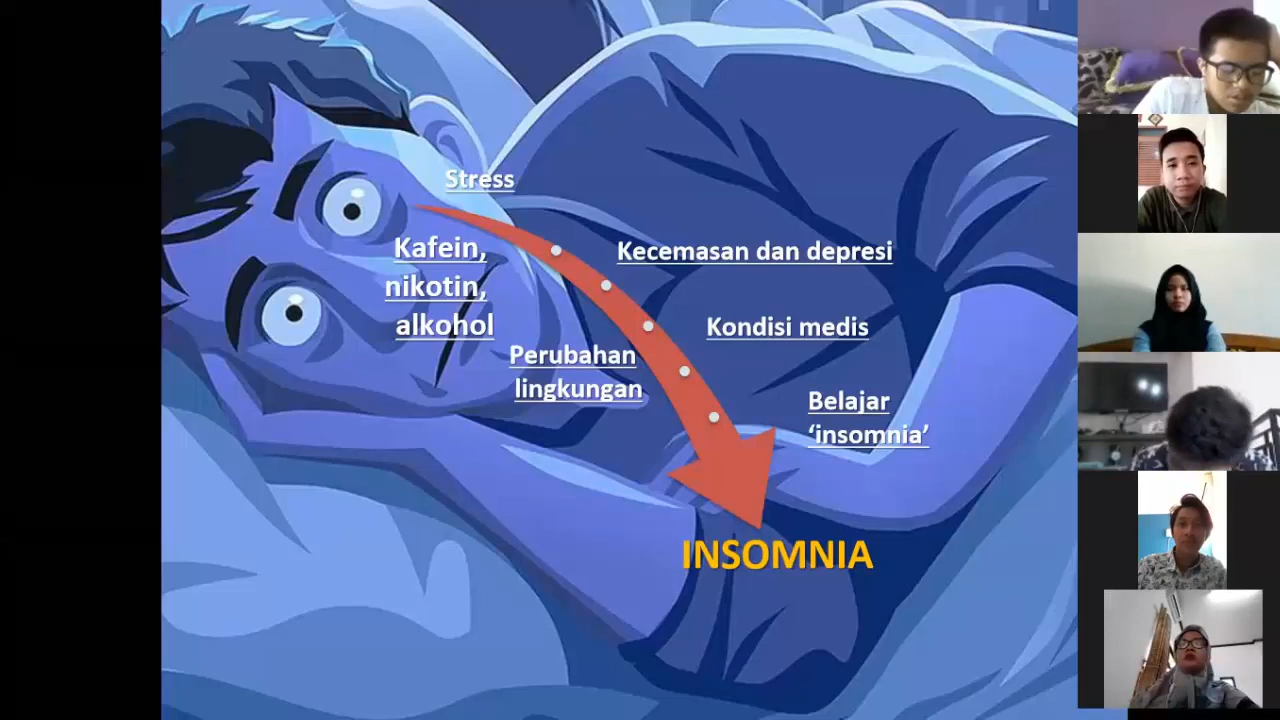 Stress
Kafein,
nikotin,
alkohol
Kecemasan dan depresi
Kondisi medis
Perubahan
lingkungan
Belajar
‘insomnia’
INSOMNIA